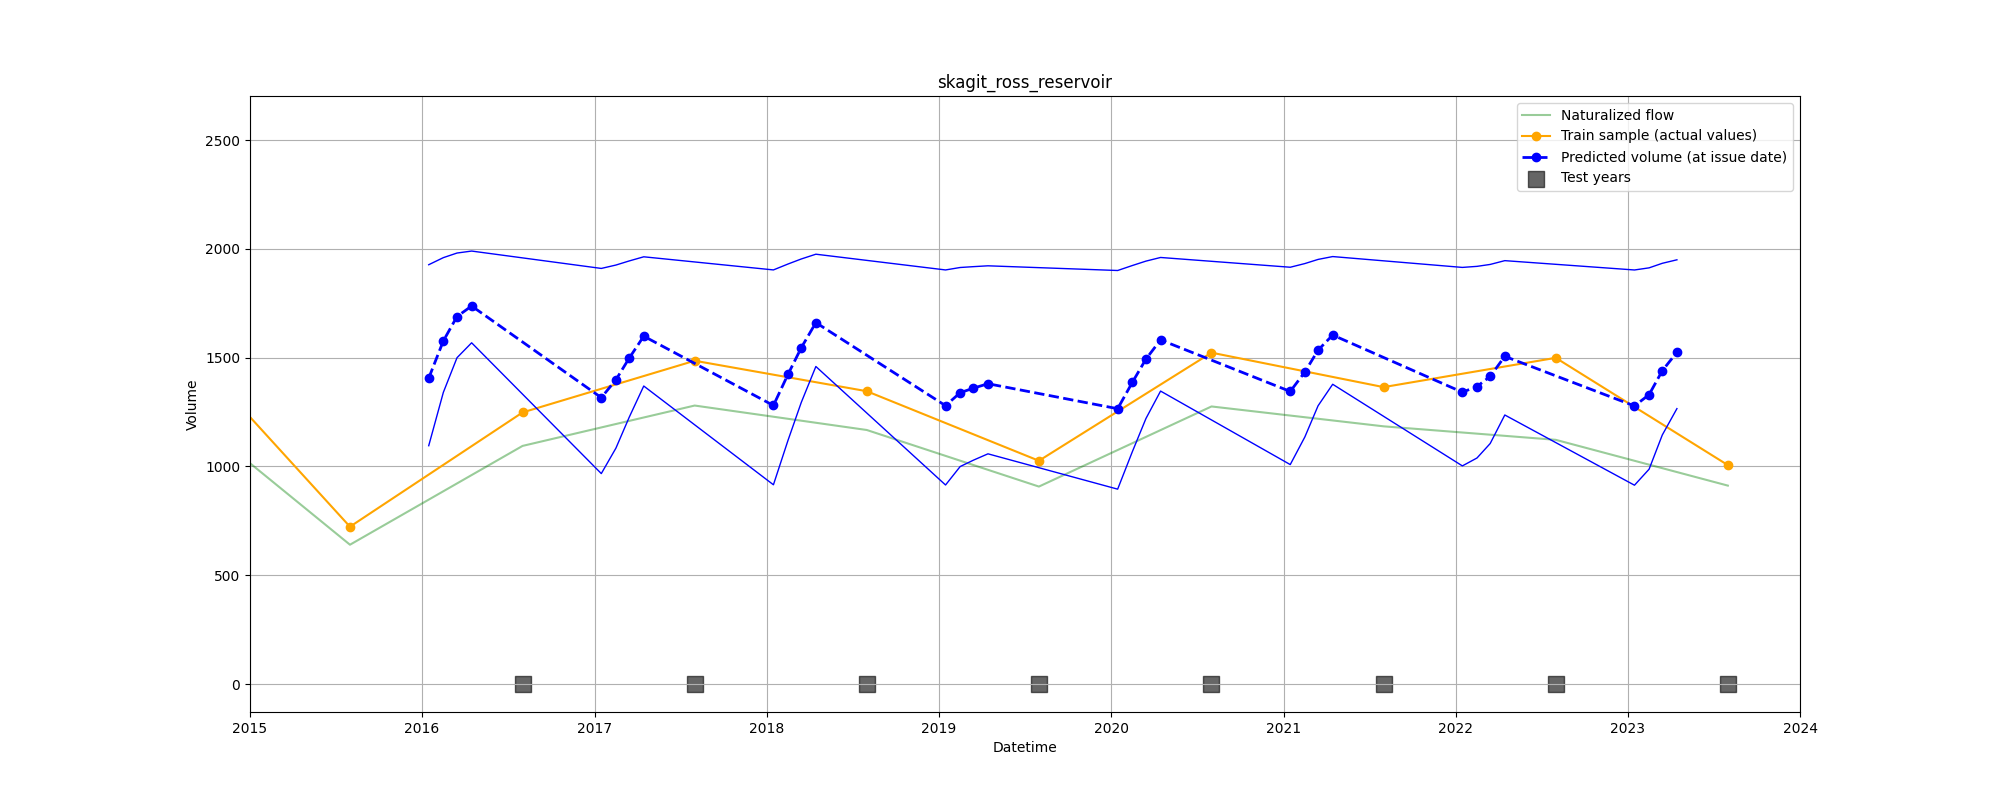 skagit_ross_reservoir
Naturalized flow
Train sample (actual values)
Predicted volume (at issue date)
Test years
2500
2000
1500
1000
500
0
Volume
2015 2016 2017 2018 2019 2020 2021 2022 2023 2024
Datetime